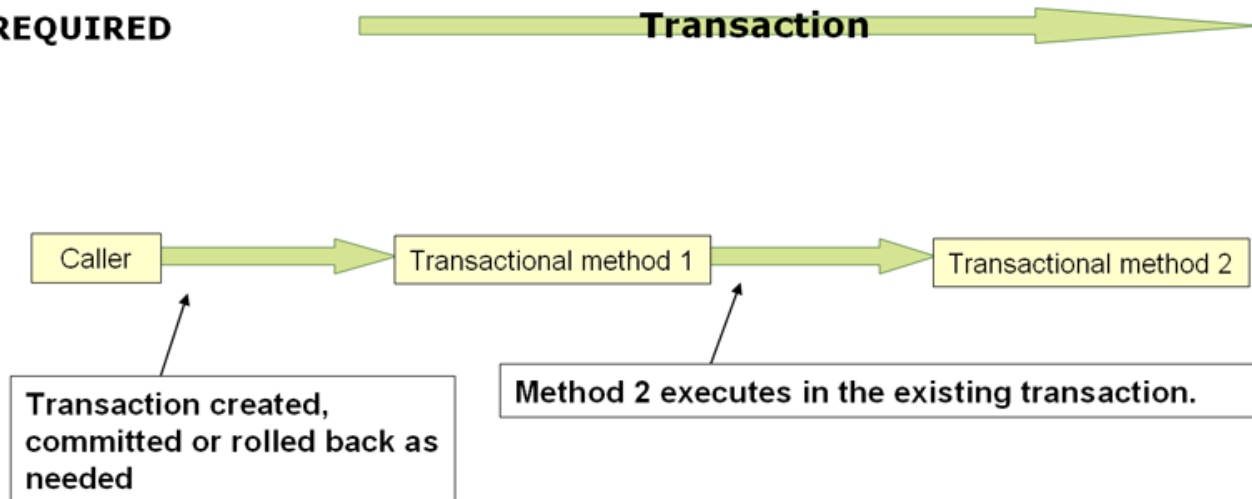 REQUIRED
Transaction
Caller
Transactional method 1
Transactional method 2
Transaction created,
committed or rolled back as
needed
Method 2 executes in the existing transaction.